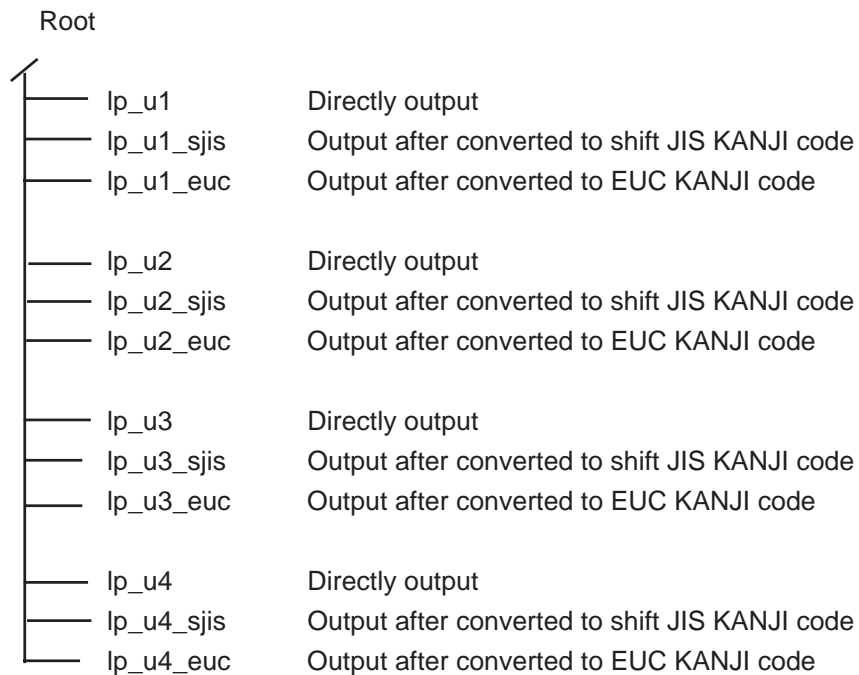 Root
lp_u1 Directly output
lp_u1_sjis Output after converted to shift JIS KANJI code
lp_u1_euc Output after converted to EUC KANJI code
lp_u2 Directly output
lp_u2_sjis Output after converted to shift JIS KANJI code
lp_u2_euc Output after converted to EUC KANJI code
lp_u3 Directly output
lp_u3_sjis Output after converted to shift JIS KANJI code
lp_u3_euc Output after converted to EUC KANJI code
lp_u4 Directly output
lp_u4_sjis Output after converted to shift JIS KANJI code
lp_u4_euc Output after converted to EUC KANJI code